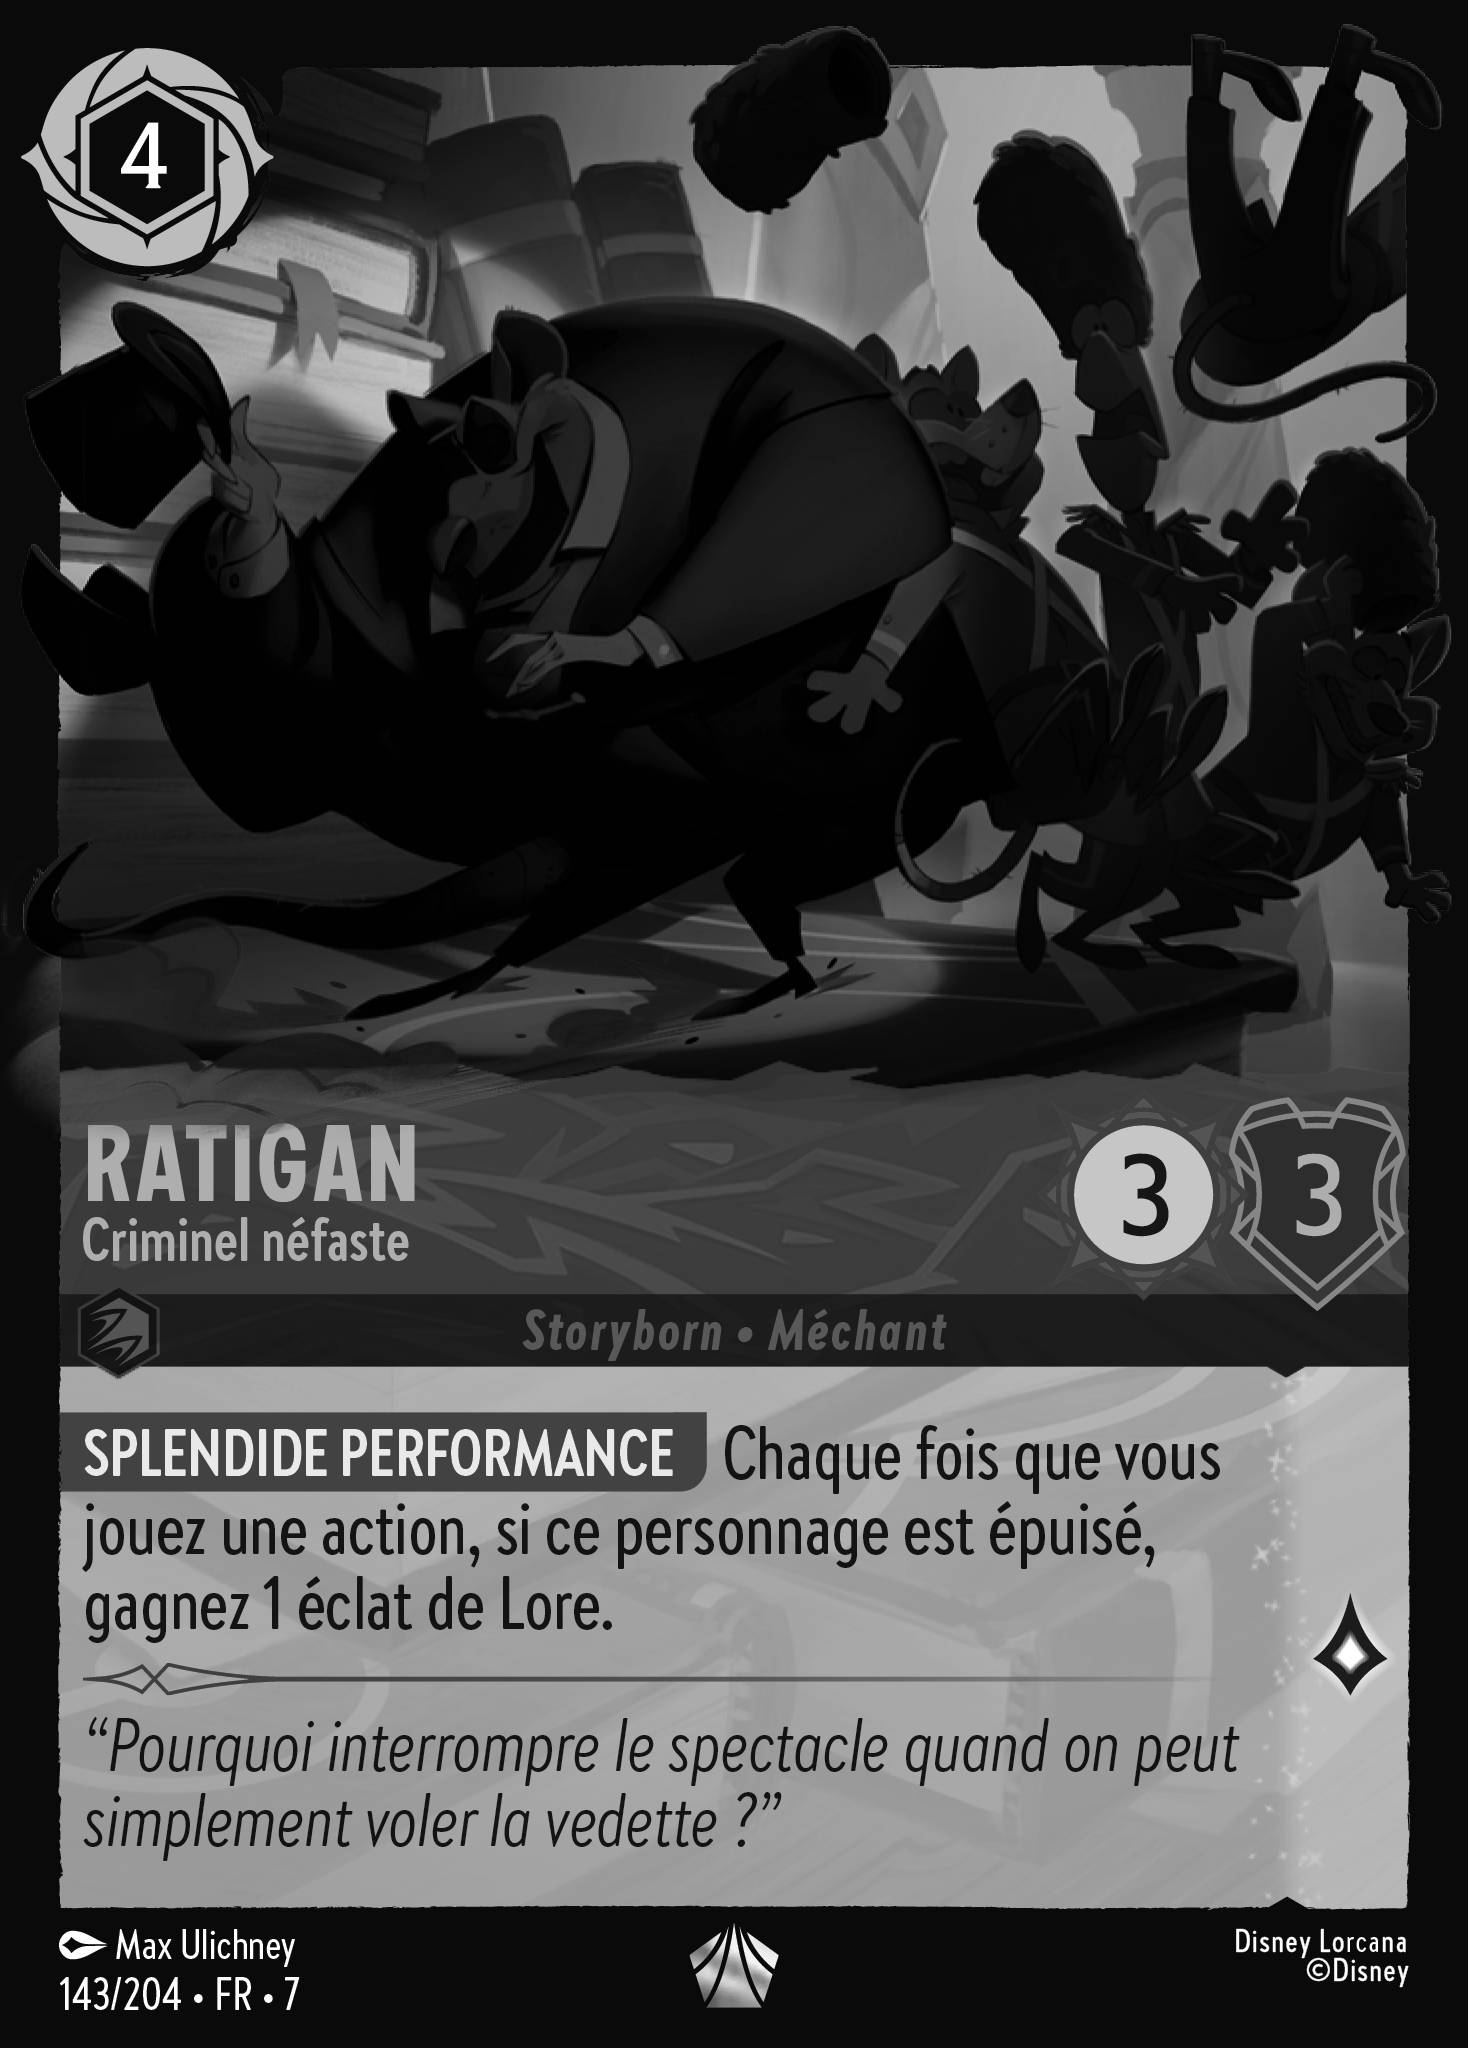 4
RATIGAN
Criminel néfaste
3
3
Storyborn • Méchant
SPLENDIDE PERFORMANCE Chaque fois que vous
jouez une action, si ce personnage est épuisé,
gagnez 1 éclat de Lore.
“Pourquoi interrompre le spectacle quand on peut
simplement voler la vedette ?”
Max Ulichney
143/204 • FR • 7
Disney Lorcana
©Disney